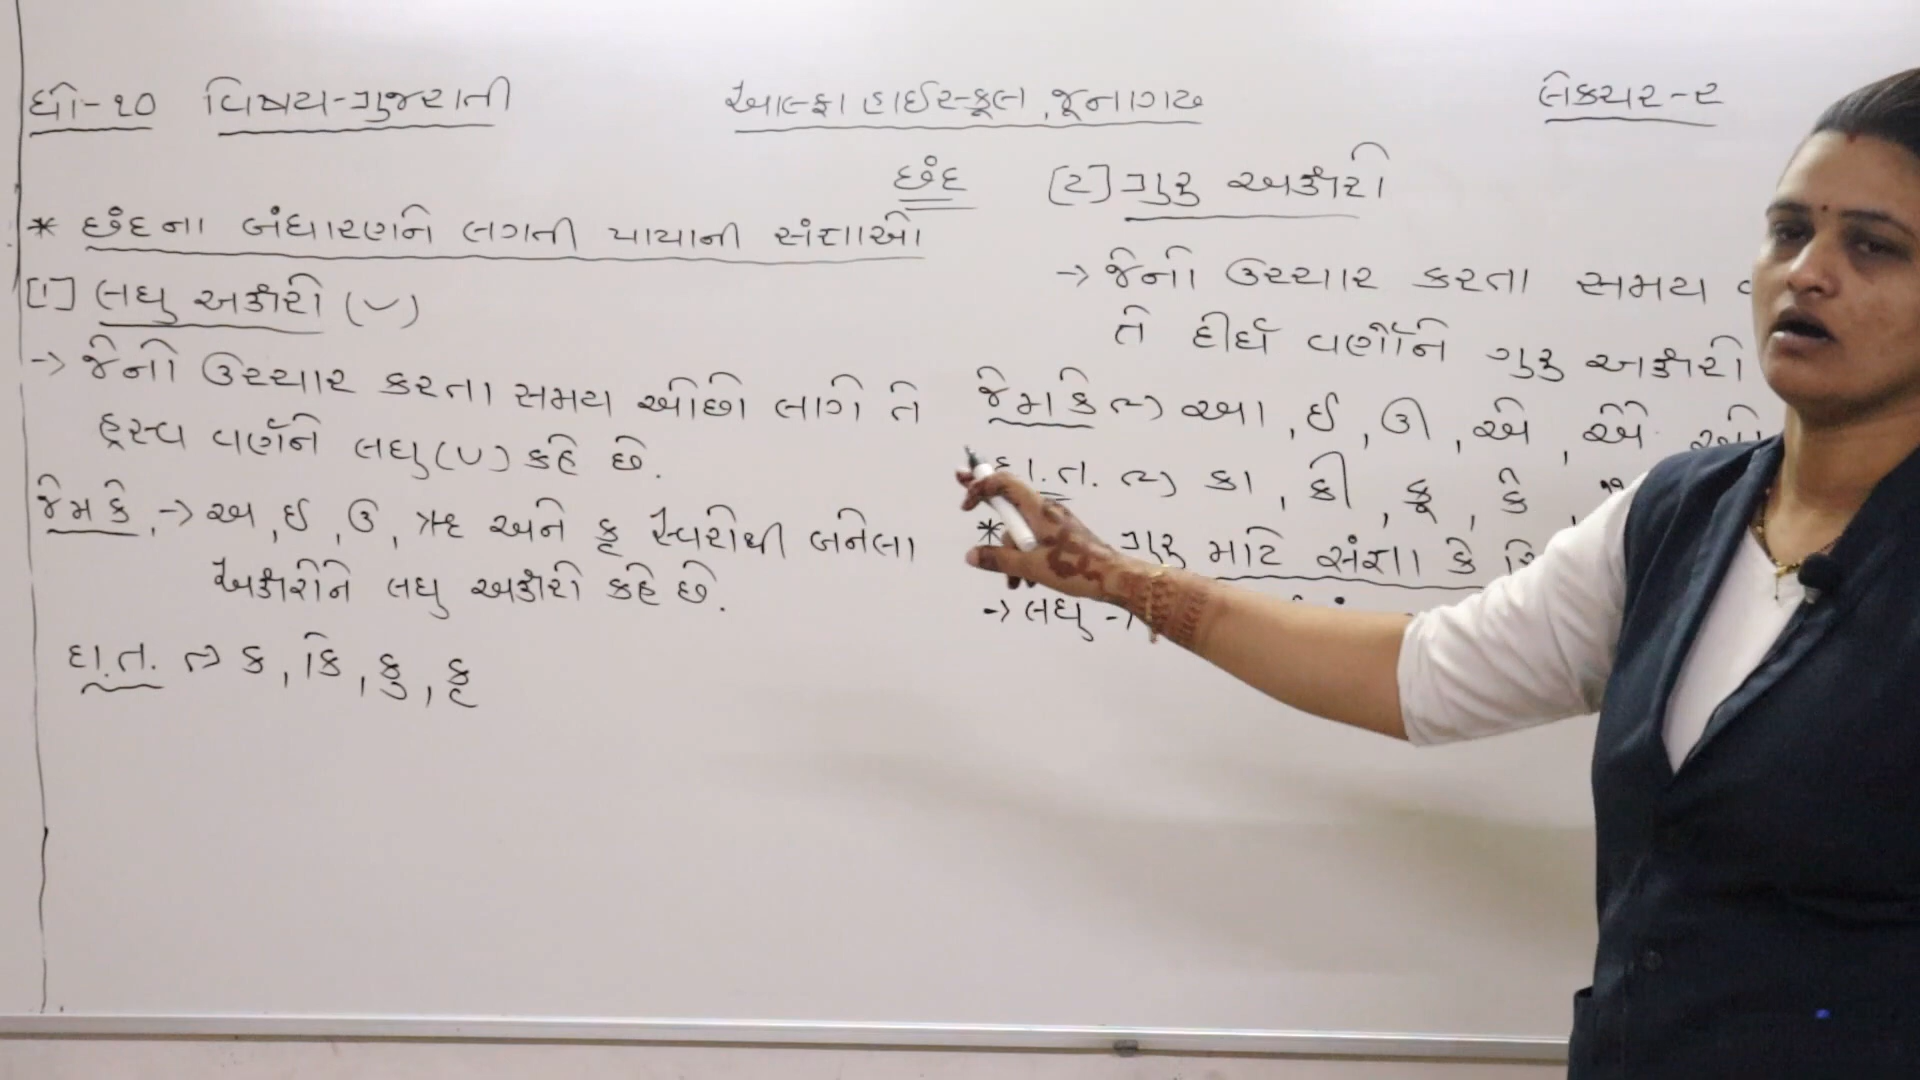 ધો-૧૦ વિષય-ગુજરાતી
આલ્ફા હાઈસ્કૂલ, જૂનાગઢ
લેકચર-૨
છંદ
* છંદના બંધારણને લગતી પાયાની સંજ્ઞાઓ
[૧] લઘુ અક્ષરો (∪)
-> જેનો ઉચ્ચાર કરતા સમય ઓછો લાગે તે
હ્રસ્વ વર્ણને લઘુ(∪) કહે છે.
જેમ કે, -> અ, ઈ, ઉ, ઋ અને કૃ સ્વરોથી બનેલા
અક્ષરોને લઘુ અક્ષરો કહે છે.
દા.ત. -> ક, કિ, કુ, કૃ
[૨] ગુરુ અક્ષરો
-> જેનો ઉચ્ચાર કરતા સમય
તે દીર્ઘ વર્ણોને ગુરુ અક્ષરો
જેમ કે -> આ, ઈ, ઊ, એ, ઐ, ઓ
દા.ત. -> કા, કી, કૂ, કે,
* ગુરુ માટે સંજ્ઞા કે
-> લઘુ ->